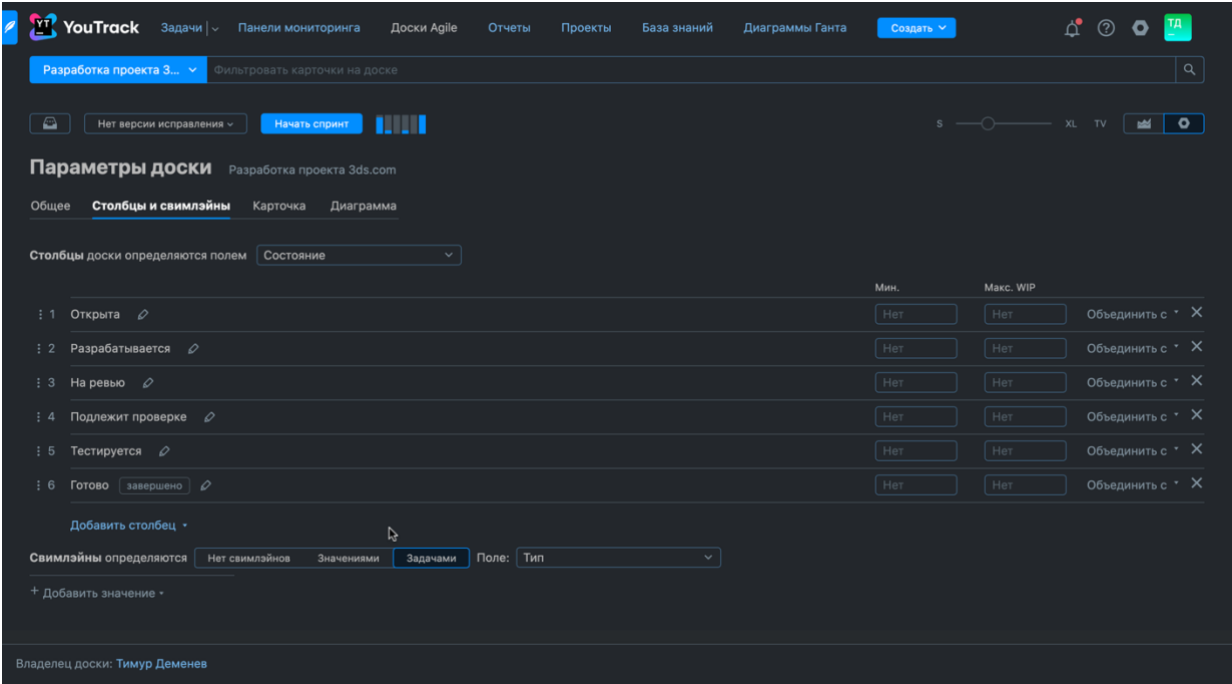 YouTrack Задачи Панели мониторинга Доски Agile Отчеты Проекты База знаний Диаграммы Ганта Создать ТД
Разработка проекта 3... Фильтровать карточки на доске
Нет версии исправления Начать спринт S XL TV
Параметры доски Разработка проекта 3ds.com
Общее Столбцы и свимлэйны Карточка Диаграмма
Столбцы доски определяются полем Состояние
Мин. Макс. WIP
1 Открыта Нет Нет Объединить с
2 Разрабатывается Нет Нет Объединить с
3 На ревью Нет Нет Объединить с
4 Подлежит проверке Нет Нет Объединить с
5 Тестируется Нет Нет Объединить с
6 Готово завершено Нет Нет Объединить с
Добавить столбец
Свимлэйны определяются Нет свимлэйнов Значениями Задачами Поле: Тип
+ Добавить значение
Владелец доски: Тимур Деменев